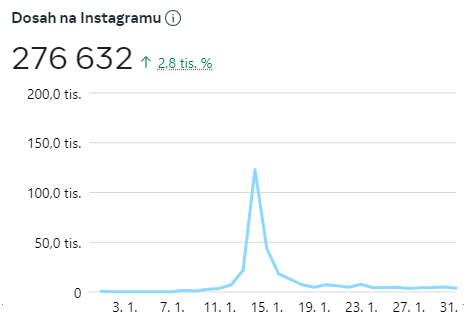 Dosah na Instagramu
276 632 ↑ 2,8 tis. %
200,0 tis.
150,0 tis.
100,0 tis.
50,0 tis.
0
3. 1. 7. 1. 11. 1. 15. 1. 19. 1. 23. 1. 27. 1. 31.